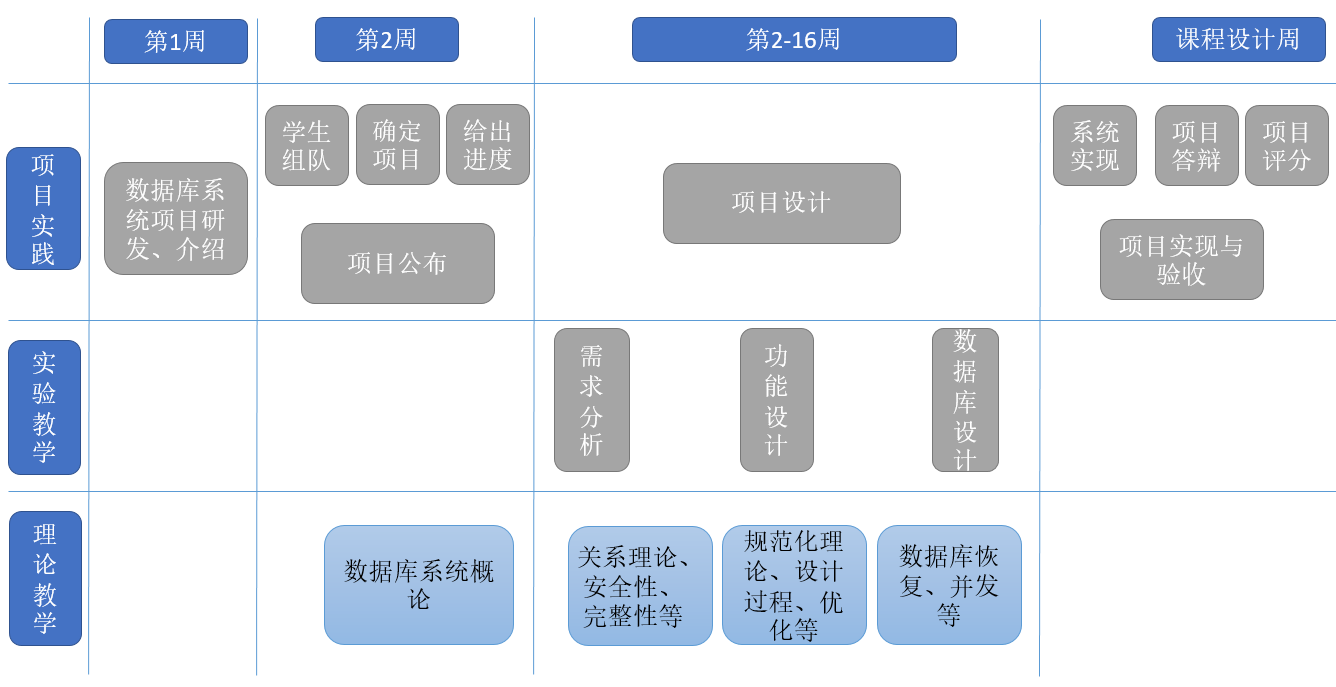 第1周
第2周
第2-16周
课程设计周
项
目
实
践
数据库系
统项目研
发、介绍
学生
组队
确定
项目
给出
进度
项目公布
项目设计
系统
实现
项目
答辩
项目
评分
项目实现与
验收
实
验
教
学
需
求
分
析
功
能
设
计
数
据
库
设
计
理
论
教
学
数据库系统概
论
关系理论、
安全性、
完整性等
规范化理
论、设计
过程、优
化等
数据库恢
复、并发
等